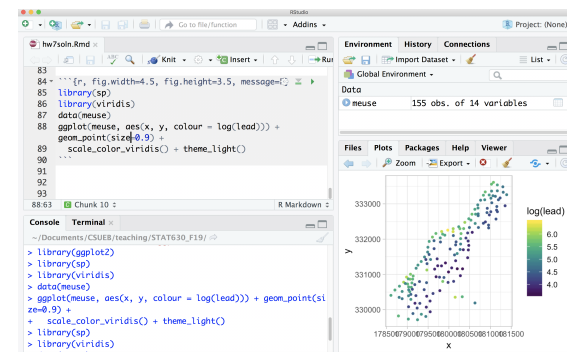 RStudio
Go to file/function
Addins
Project: (None)
hw7soln.Rmd
Knit
Insert
Run
83
84 ```{r, fig.width=4.5, fig.height=3.5, message=
85 library(sp)
86 library(viridis)
87 data(meuse)
88 ggplot(meuse, aes(x, y, colour = log(lead))) +
geom_point(size=0.9) +
89 scale_color_viridis() + theme_light()
90 ```
91
92
93
88:63
Chunk 10
R Markdown
Console Terminal
~/Documents/CSUE8/teaching/STAT630_F19/
> library(ggplot2)
> library(sp)
> library(viridis)
> data(meuse)
> ggplot(meuse, aes(x, y, colour = log(lead))) + geom_point(si
ze=0.9) +
+ scale_color_viridis() + theme_light()
> library(sp)
> library(viridis)
Environment History Connections
Import Dataset
List
Global Environment
Data
meuse 155 obs. of 14 variables
Files Plots Packages Help Viewer
Zoom
Export
333000
332000
331000
330000
y
178500179000179500180000180500181000181500
x
log(lead)
6.0
5.5
5.0
4.5
4.0